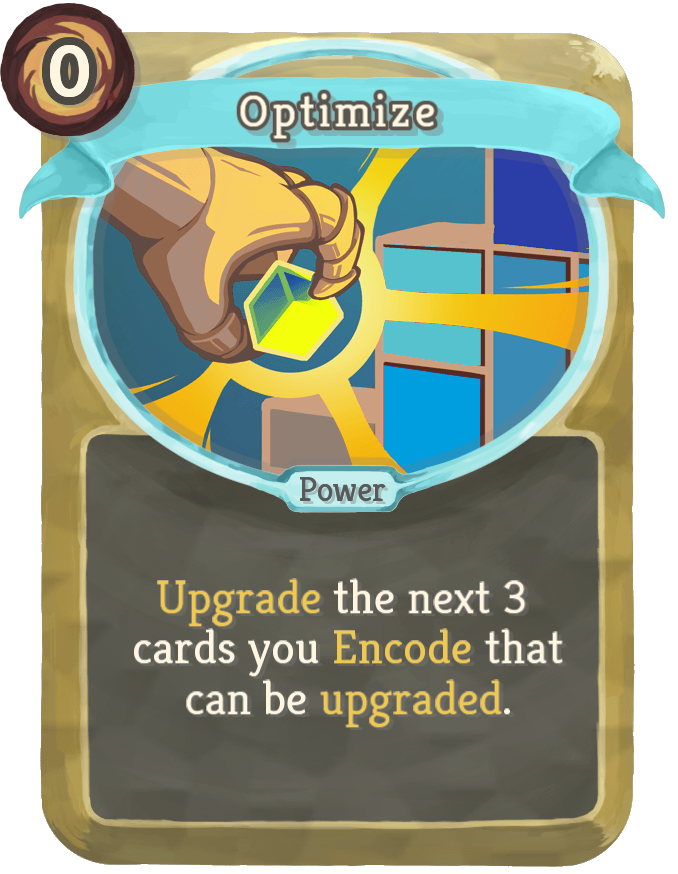 0
Optimize
Power
Upgrade the next 3
cards you Encode that
can be upgraded.